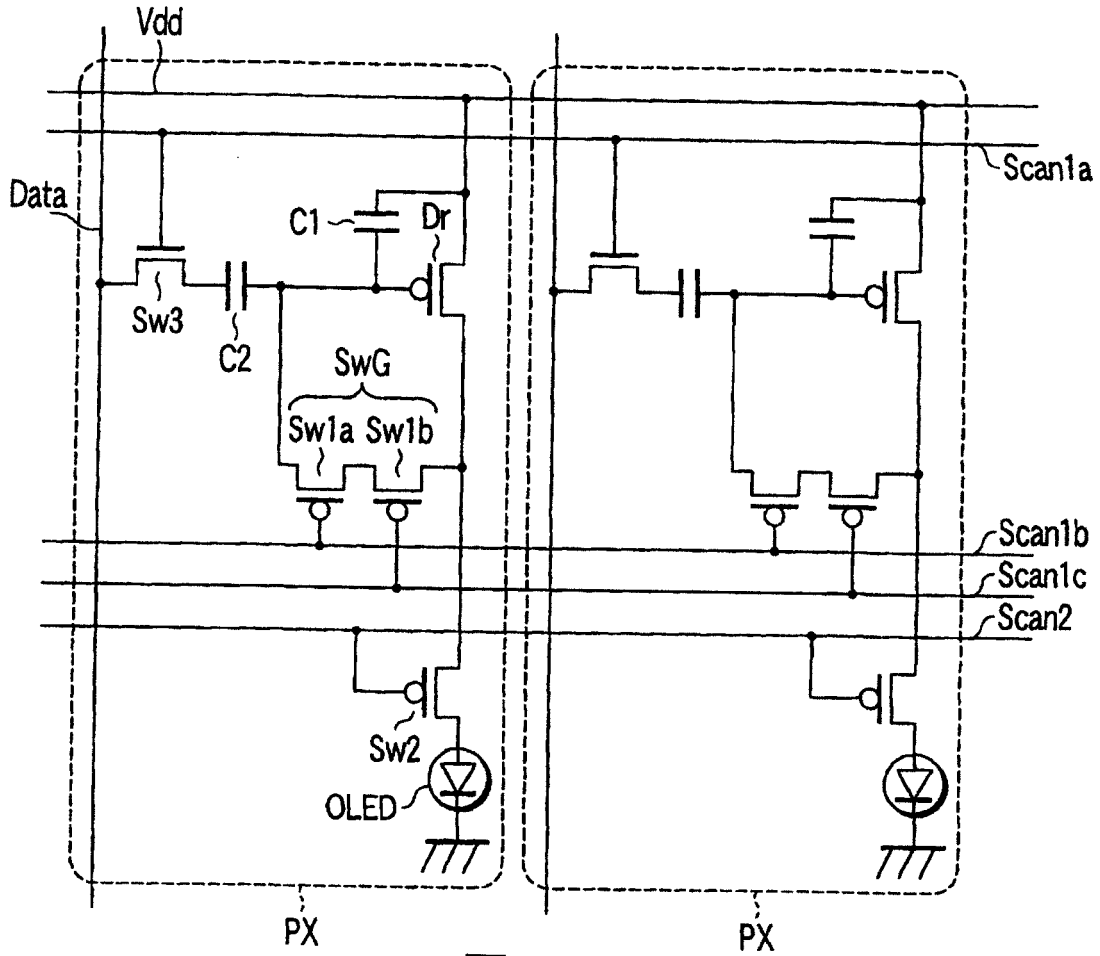 Vdd
Scan1a
Data
C1
Dr
Sw3
C2
SwG
Sw1a Sw1b
Scan1b
Scan1c
Scan2
Sw2
OLED
PX
PX